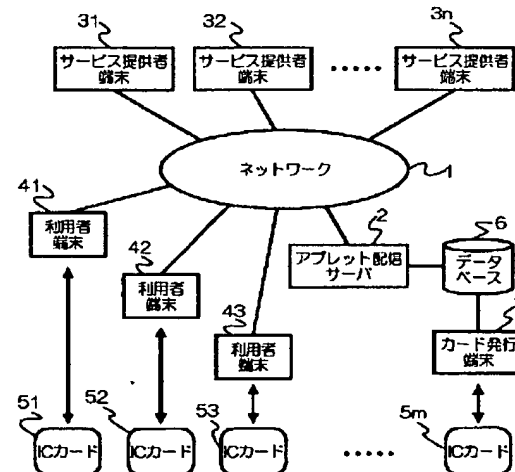 31
32
3n
サービス提供者
端末
サービス提供者
端末
サービス提供者
端末
ネットワーク
1
41
利用者
端末
42
利用者
端末
43
利用者
端末
2
アプレット配信
サーバ
6
データ
ベース
カード発行
端末
51
ICカード
52
ICカード
53
ICカード
5m
ICカード